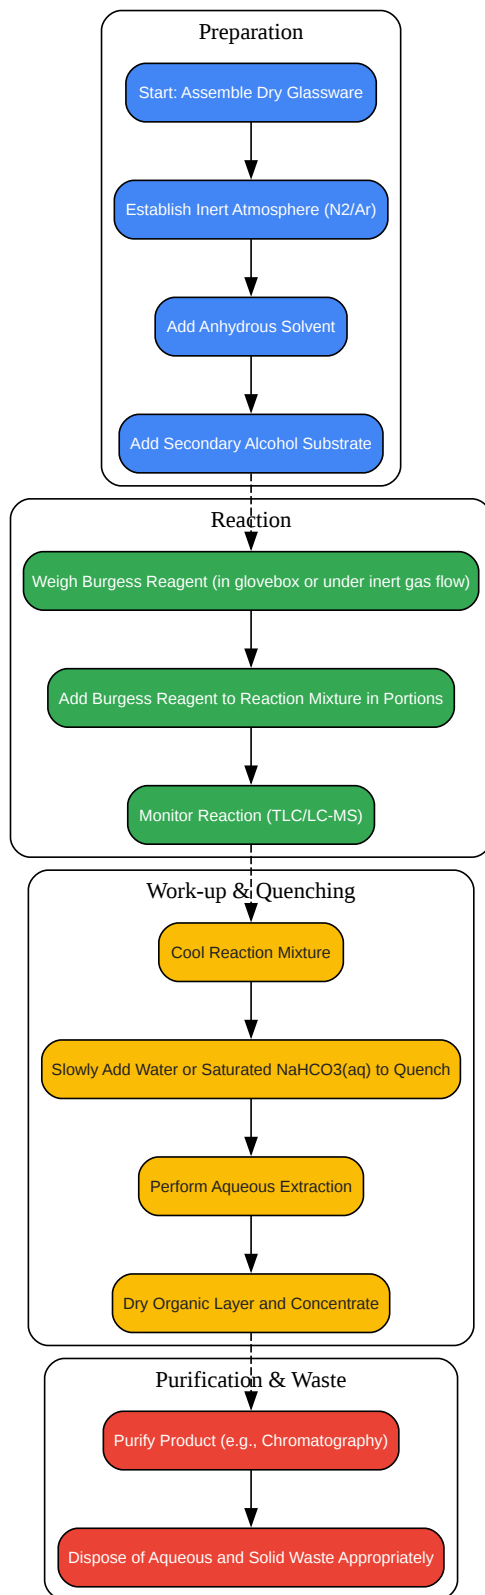 Preparation
Start: Assemble Dry Glassware
Establish Inert Atmosphere (N2/Ar)
Add Anhydrous Solvent
Add Secondary Alcohol Substrate
Reaction
Weigh Burgess Reagent (in glovebox or under inert gas flow)
Add Burgess Reagent to Reaction Mixture in Portions
Monitor Reaction (TLC/LC-MS)
Work-up & Quenching
Cool Reaction Mixture
Slowly Add Water or Saturated NaHCO3(aq) to Quench
Perform Aqueous Extraction
Dry Organic Layer and Concentrate
Purification & Waste
Purify Product (e.g., Chromatography)
Dispose of Aqueous and Solid Waste Appropriately